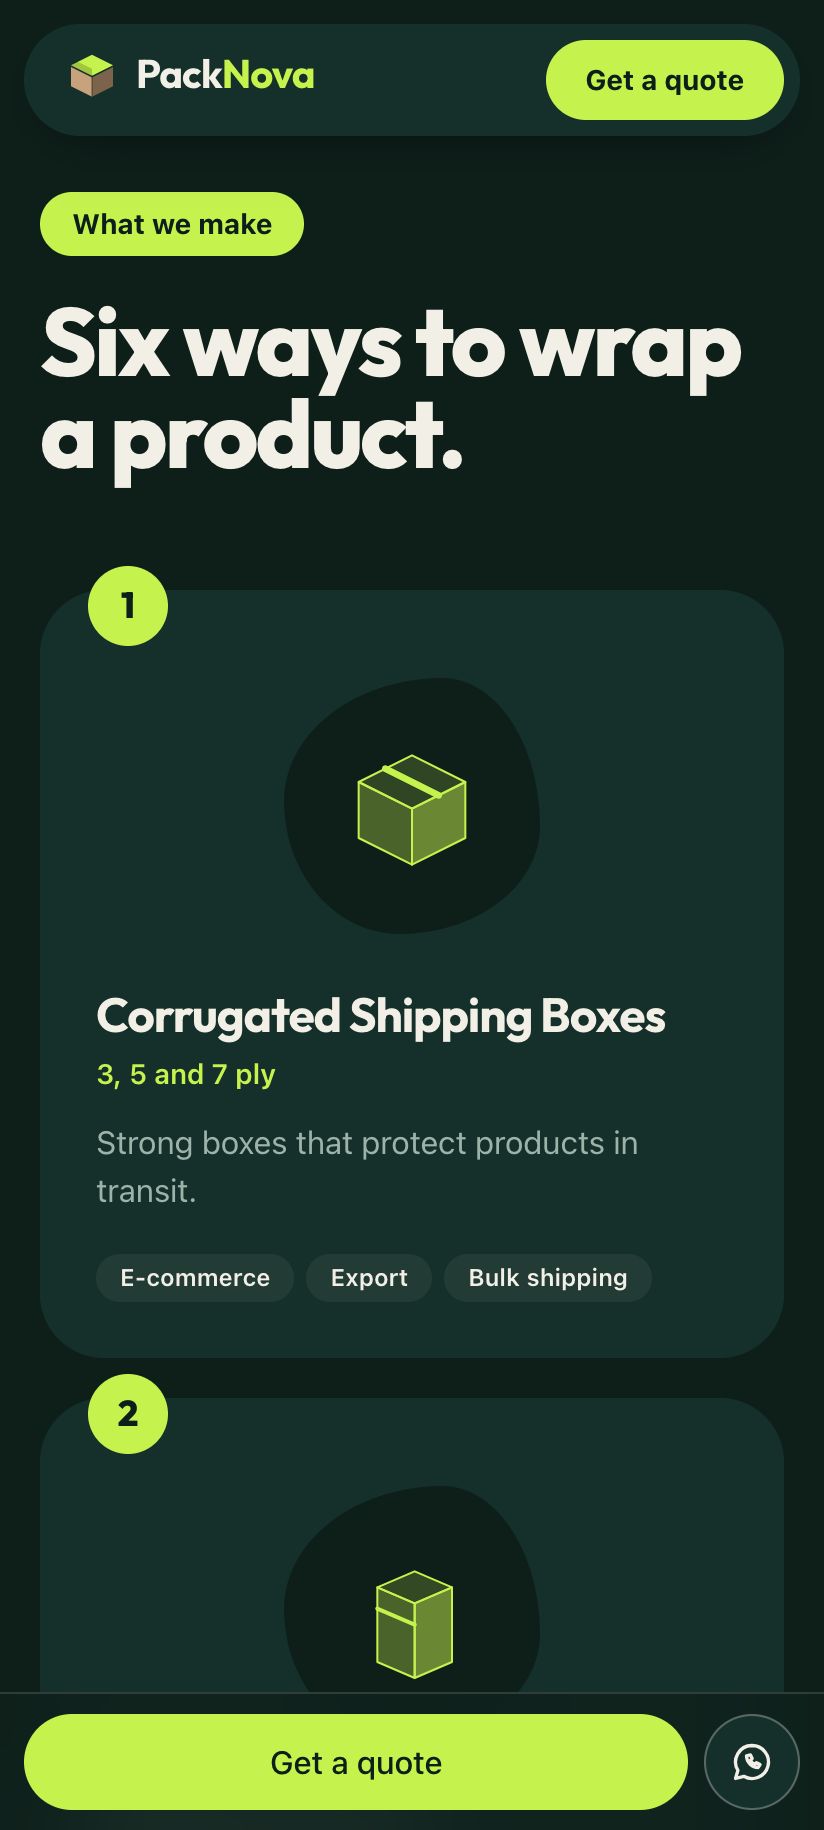 PackNova
Get a quote
What we make
Six ways to wrap
a product.
1
Corrugated Shipping Boxes
3, 5 and 7 ply
Strong boxes that protect products in
transit.
E-commerce Export Bulk shipping
2
Get a quote